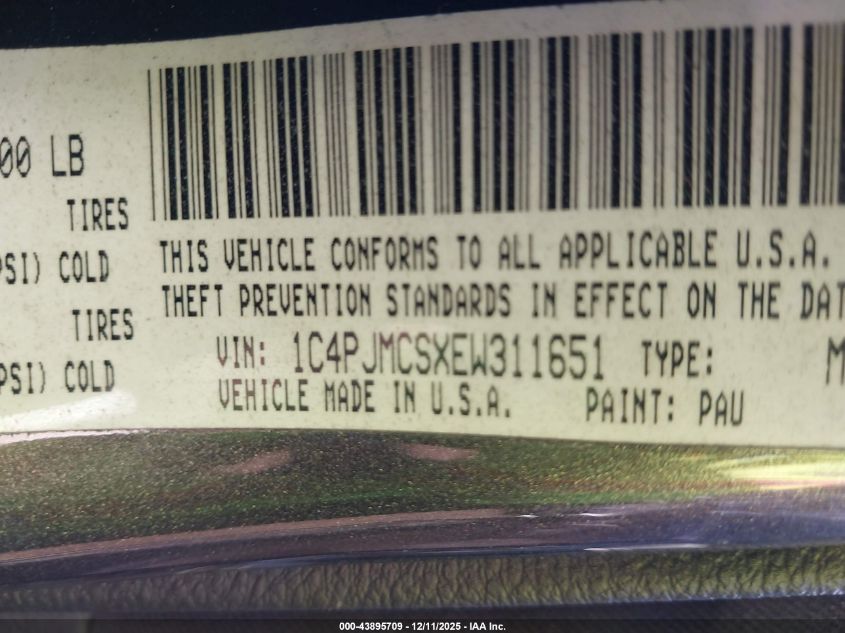 00 LB
TIRES
PSI) COLD
TIRES
PSI) COLD
THIS VEHICLE CONFORMS TO ALL APPLICABLE U.S.A.
THEFT PREVENTION STANDARDS IN EFFECT ON THE DAT
VIN: 1C4PJMCSXEW311651 TYPE: M
VEHICLE MADE IN U.S.A. PAINT: PAU
000-43895709 - 12/11/2025 - IAA Inc.